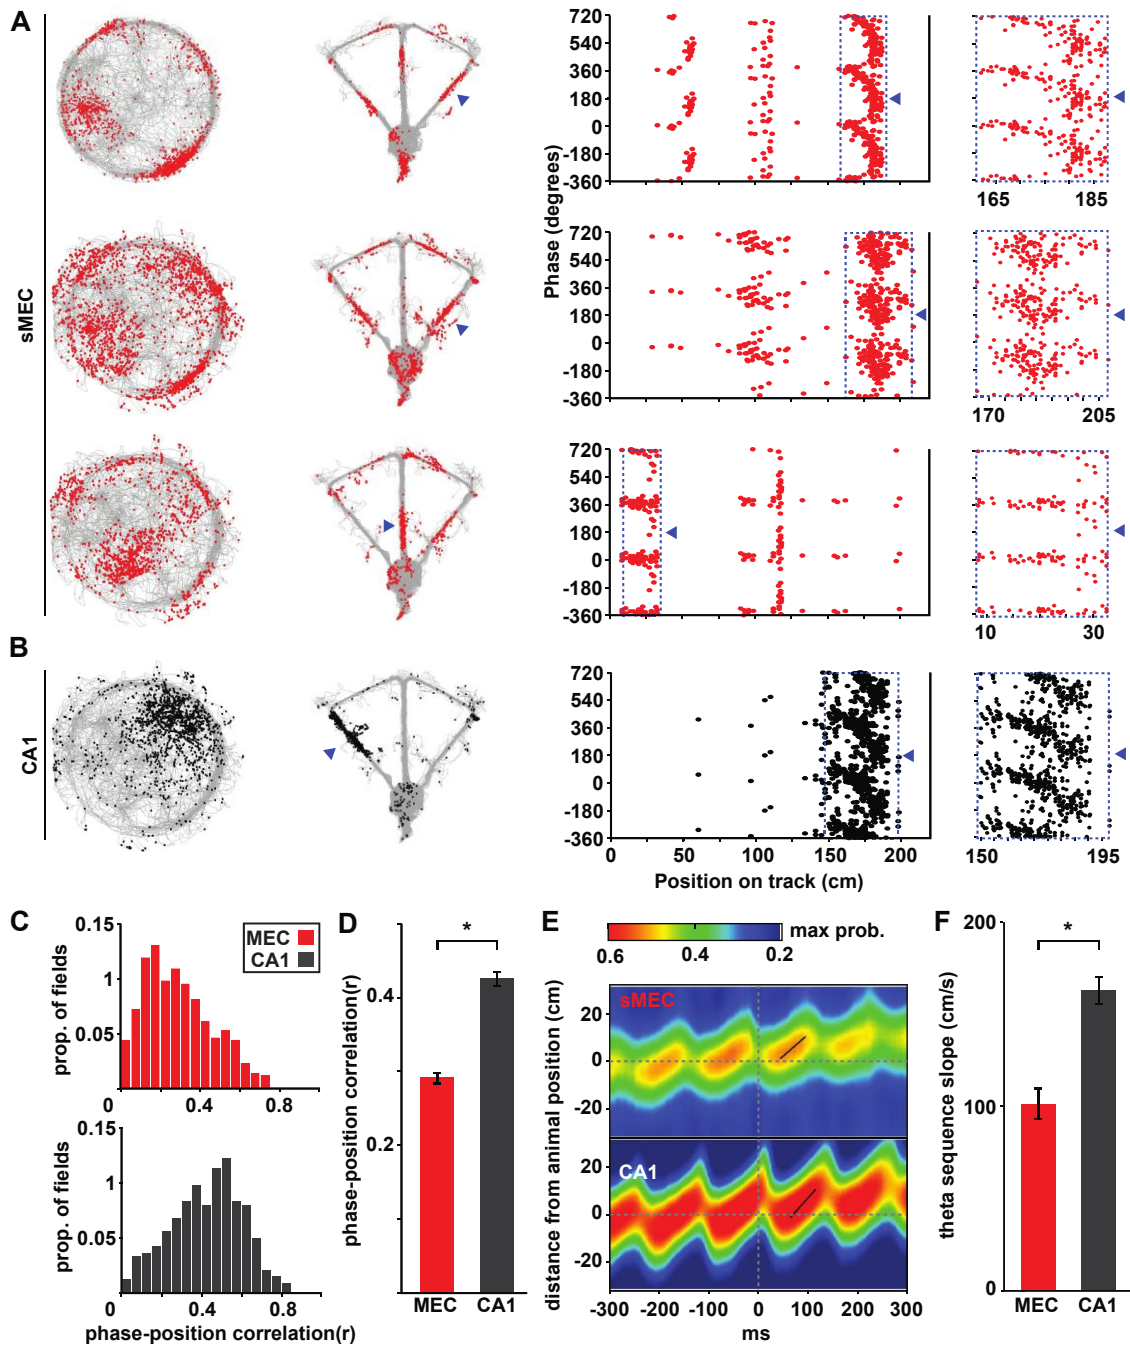 A
sMEC
Phase (degrees)
720
540
360
180
0
-180
-360
165 185
720
540
360
180
0
-180
-360
170 205
720
540
360
180
0
-180
-360
10 30
B
CA1
720
540
360
180
0
-180
-360
0 50 100 150 200
150 195
Position on track (cm)
C
prop. of fields
0.15
1
0.05
0 0.4 0.8
MEC
CA1
prop. of fields
0.15
1
0.05
0 0.4 0.8
phase-position correlation(r)
D
phase-position correlation(r)
*
0.4
0.2
MEC CA1
E
max prob.
0.6 0.4 0.2
distance from animal position (cm)
sMEC
20
0
-20
CA1
20
0
-20
-300 -200 -100 0 100 200 300
ms
F
theta sequence slope (cm/s)
*
200
100
0
MEC CA1